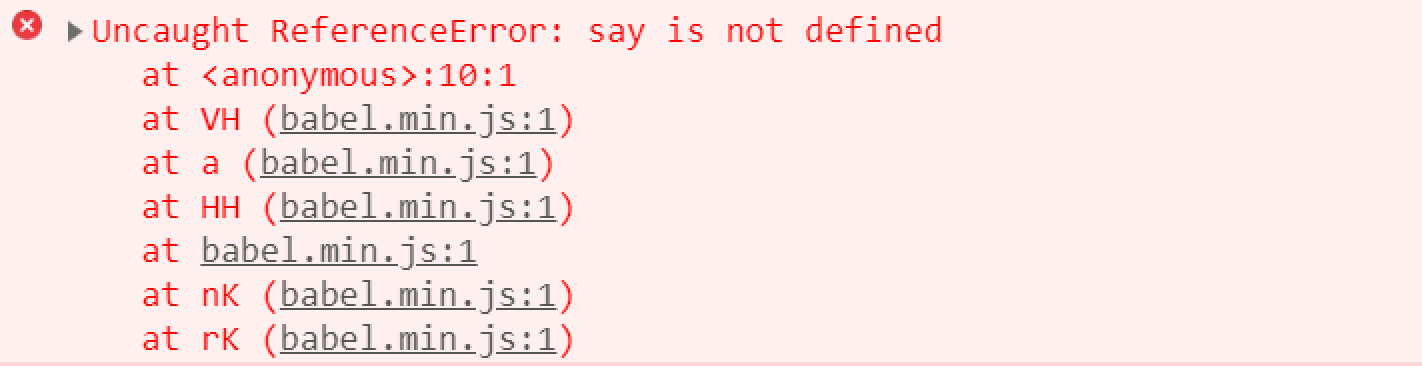 Uncaught ReferenceError: say is not defined
at <anonymous>:10:1
at VH (babel.min.js:1)
at a (babel.min.js:1)
at HH (babel.min.js:1)
at babel.min.js:1
at nK (babel.min.js:1)
at rK (babel.min.js:1)